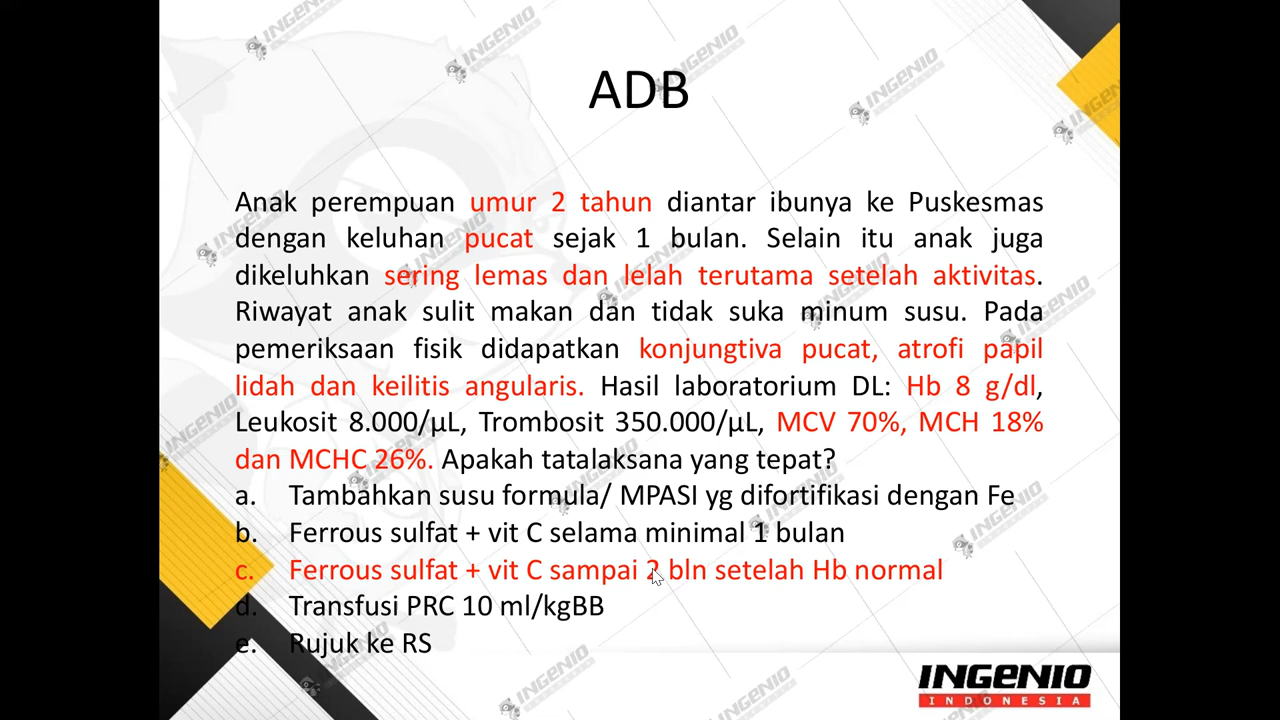 ADB
Anak perempuan umur 2 tahun diantar ibunya ke Puskesmas
dengan keluhan pucat sejak 1 bulan. Selain itu anak juga
dikeluhkan sering lemas dan lelah terutama setelah aktivitas.
Riwayat anak sulit makan dan tidak suka minum susu. Pada
pemeriksaan fisik didapatkan konjungtiva pucat, atrofi papil
lidah dan keilitis angularis. Hasil laboratorium DL: Hb 8 g/dl,
Leukosit 8.000/µL, Trombosit 350.000/µL, MCV 70%, MCH 18%
dan MCHC 26%. Apakah tatalaksana yang tepat?
a. Tambahkan susu formula/ MPASI yg difortifikasi dengan Fe
b. Ferrous sulfat + vit C selama minimal 1 bulan
c. Ferrous sulfat + vit C sampai 2 bln setelah Hb normal
d. Transfusi PRC 10 ml/kgBB
e. Rujuk ke RS
INGENIO
INDONESIA